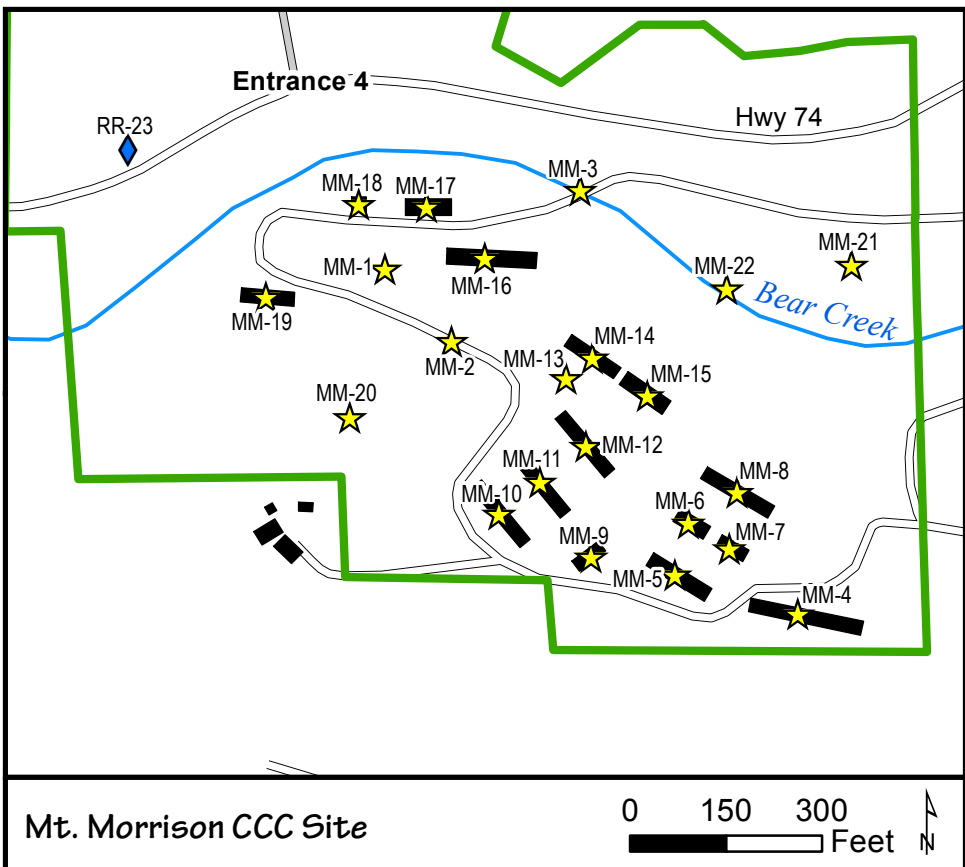 Entrance 4
Hwy 74
RR-23
MM-3
MM-18
MM-17
MM-21
MM-1
MM-16
MM-22
Bear Creek
MM-19
MM-2
MM-14
MM-13
MM-15
MM-20
MM-12
MM-11
MM-8
MM-10
MM-6
MM-7
MM-9
MM-5
MM-4
Mt. Morrison CCC Site
0 150 300
Feet
N